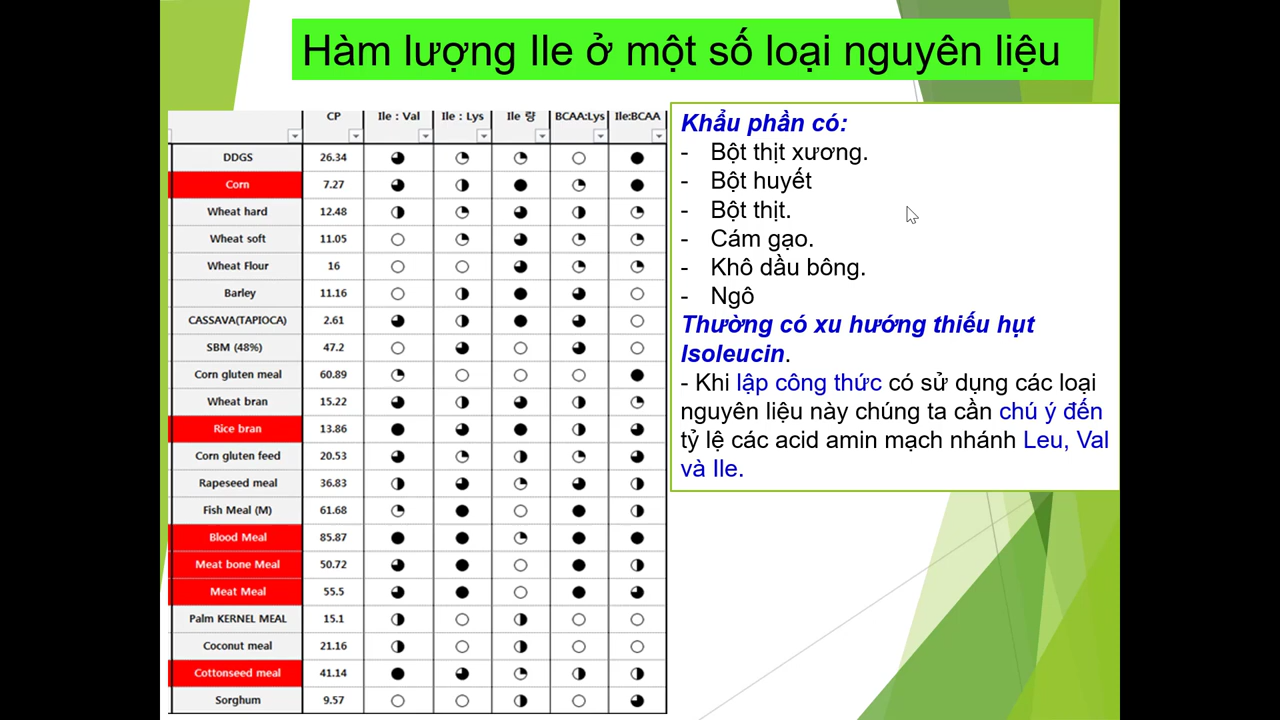 Hàm lượng Ile ở một số loại nguyên liệu
CP Ile : Val Ile : Lys Ile 량 BCAA:Lys Ile:BCAA
DDGS 26.34
Corn 7.27
Wheat hard 12.48
Wheat soft 11.05
Wheat Flour 16
Barley 11.16
CASSAVA(TAPIOCA) 2.61
SBM (48%) 47.2
Corn gluten meal 60.89
Wheat bran 15.22
Rice bran 13.86
Corn gluten feed 20.53
Rapeseed meal 36.83
Fish Meal (M) 61.68
Blood Meal 85.87
Meat bone Meal 50.72
Meat Meal 55.5
Palm KERNEL MEAL 15.1
Coconut meal 21.16
Cottonseed meal 41.14
Sorghum 9.57
Khẩu phần có:
- Bột thịt xương.
- Bột huyết
- Bột thịt.
- Cám gạo.
- Khô dầu bông.
- Ngô
Thường có xu hướng thiếu hụt
Isoleucin.
- Khi lập công thức có sử dụng các loại
nguyên liệu này chúng ta cần chú ý đến
tỷ lệ các acid amin mạch nhánh Leu, Val
và Ile.